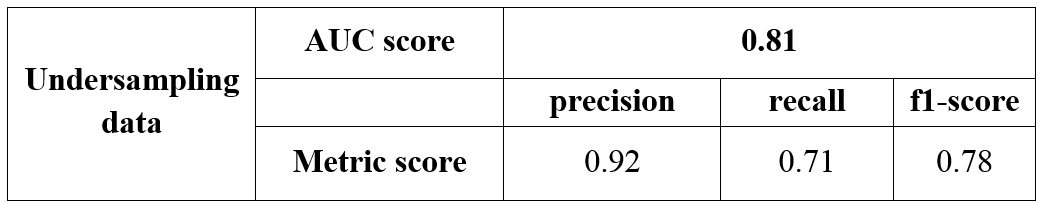 Undersampling
data
AUC score 0.81
precision recall f1-score
Metric score 0.92 0.71 0.78